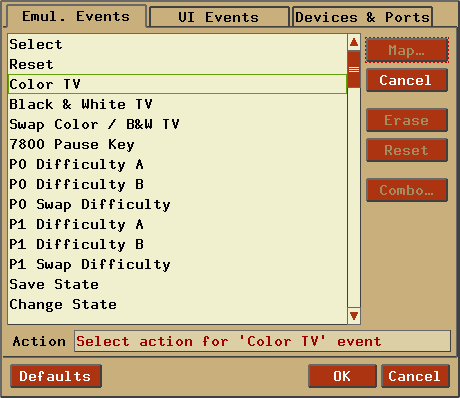 Emul. Events UI Events Devices & Ports
Select
Reset
Color TV
Black & White TV
Swap Color / B&W TV
7800 Pause Key
P0 Difficulty A
P0 Difficulty B
P0 Swap Difficulty
P1 Difficulty A
P1 Difficulty B
P1 Swap Difficulty
Save State
Change State
Map…
Cancel
Erase
Reset
Combo…
Action Select action for 'Color TV' event
Defaults OK Cancel